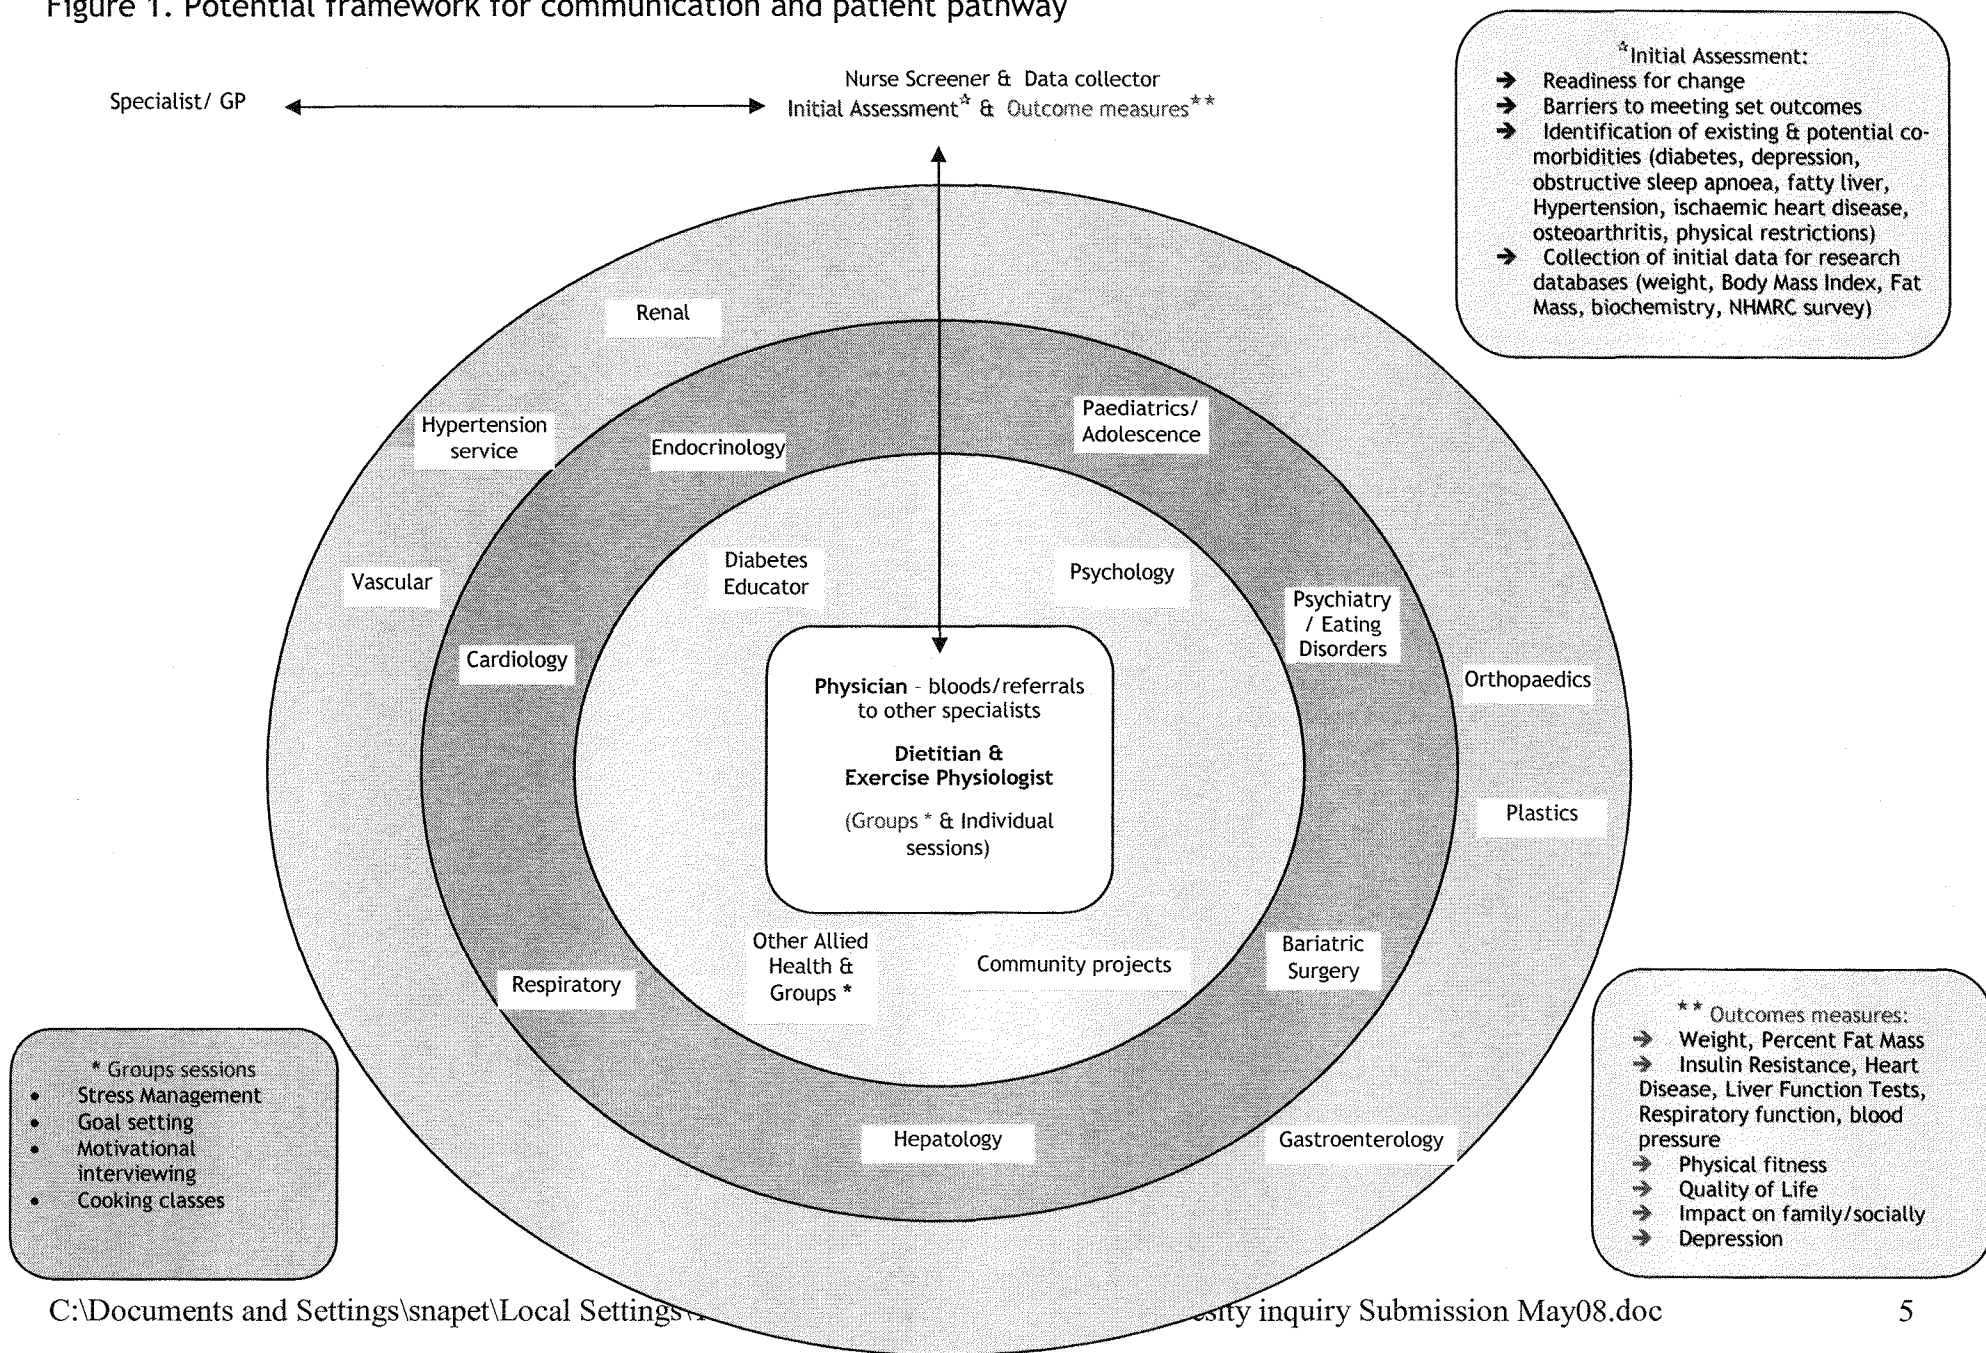 Figure 1. Potential framework for communication and patient pathway
Specialist/ GP
Nurse Screener & Data collector
Initial Assessment☆ & Outcome measures**
☆Initial Assessment:
→ Readiness for change
→ Barriers to meeting set outcomes
→ Identification of existing & potential co-
morbidities (diabetes, depression,
obstructive sleep apnoea, fatty liver,
Hypertension, ischaemic heart disease,
osteoarthritis, physical restrictions)
→ Collection of initial data for research
databases (weight, Body Mass Index, Fat
Mass, biochemistry, NHMRC survey)
Renal
Hypertension
service
Endocrinology
Paediatrics/
Adolescence
Vascular
Diabetes
Educator
Psychology
Cardiology
Psychiatry
/ Eating
Disorders
Orthopaedics
Physician - bloods/referrals
to other specialists
Dietitian &
Exercise Physiologist
(Groups * & Individual
sessions)
Plastics
Other Allied
Health &
Groups *
Community projects
Bariatric
Surgery
Respiratory
Hepatology
Gastroenterology
* Groups sessions
• Stress Management
• Goal setting
• Motivational
interviewing
• Cooking classes
** Outcomes measures:
→ Weight, Percent Fat Mass
→ Insulin Resistance, Heart
Disease, Liver Function Tests,
Respiratory function, blood
pressure
→ Physical fitness
→ Quality of Life
→ Impact on family/socially
→ Depression
C:\Documents and Settings\snapet\Local Settings\ sity inquiry Submission May08.doc 5